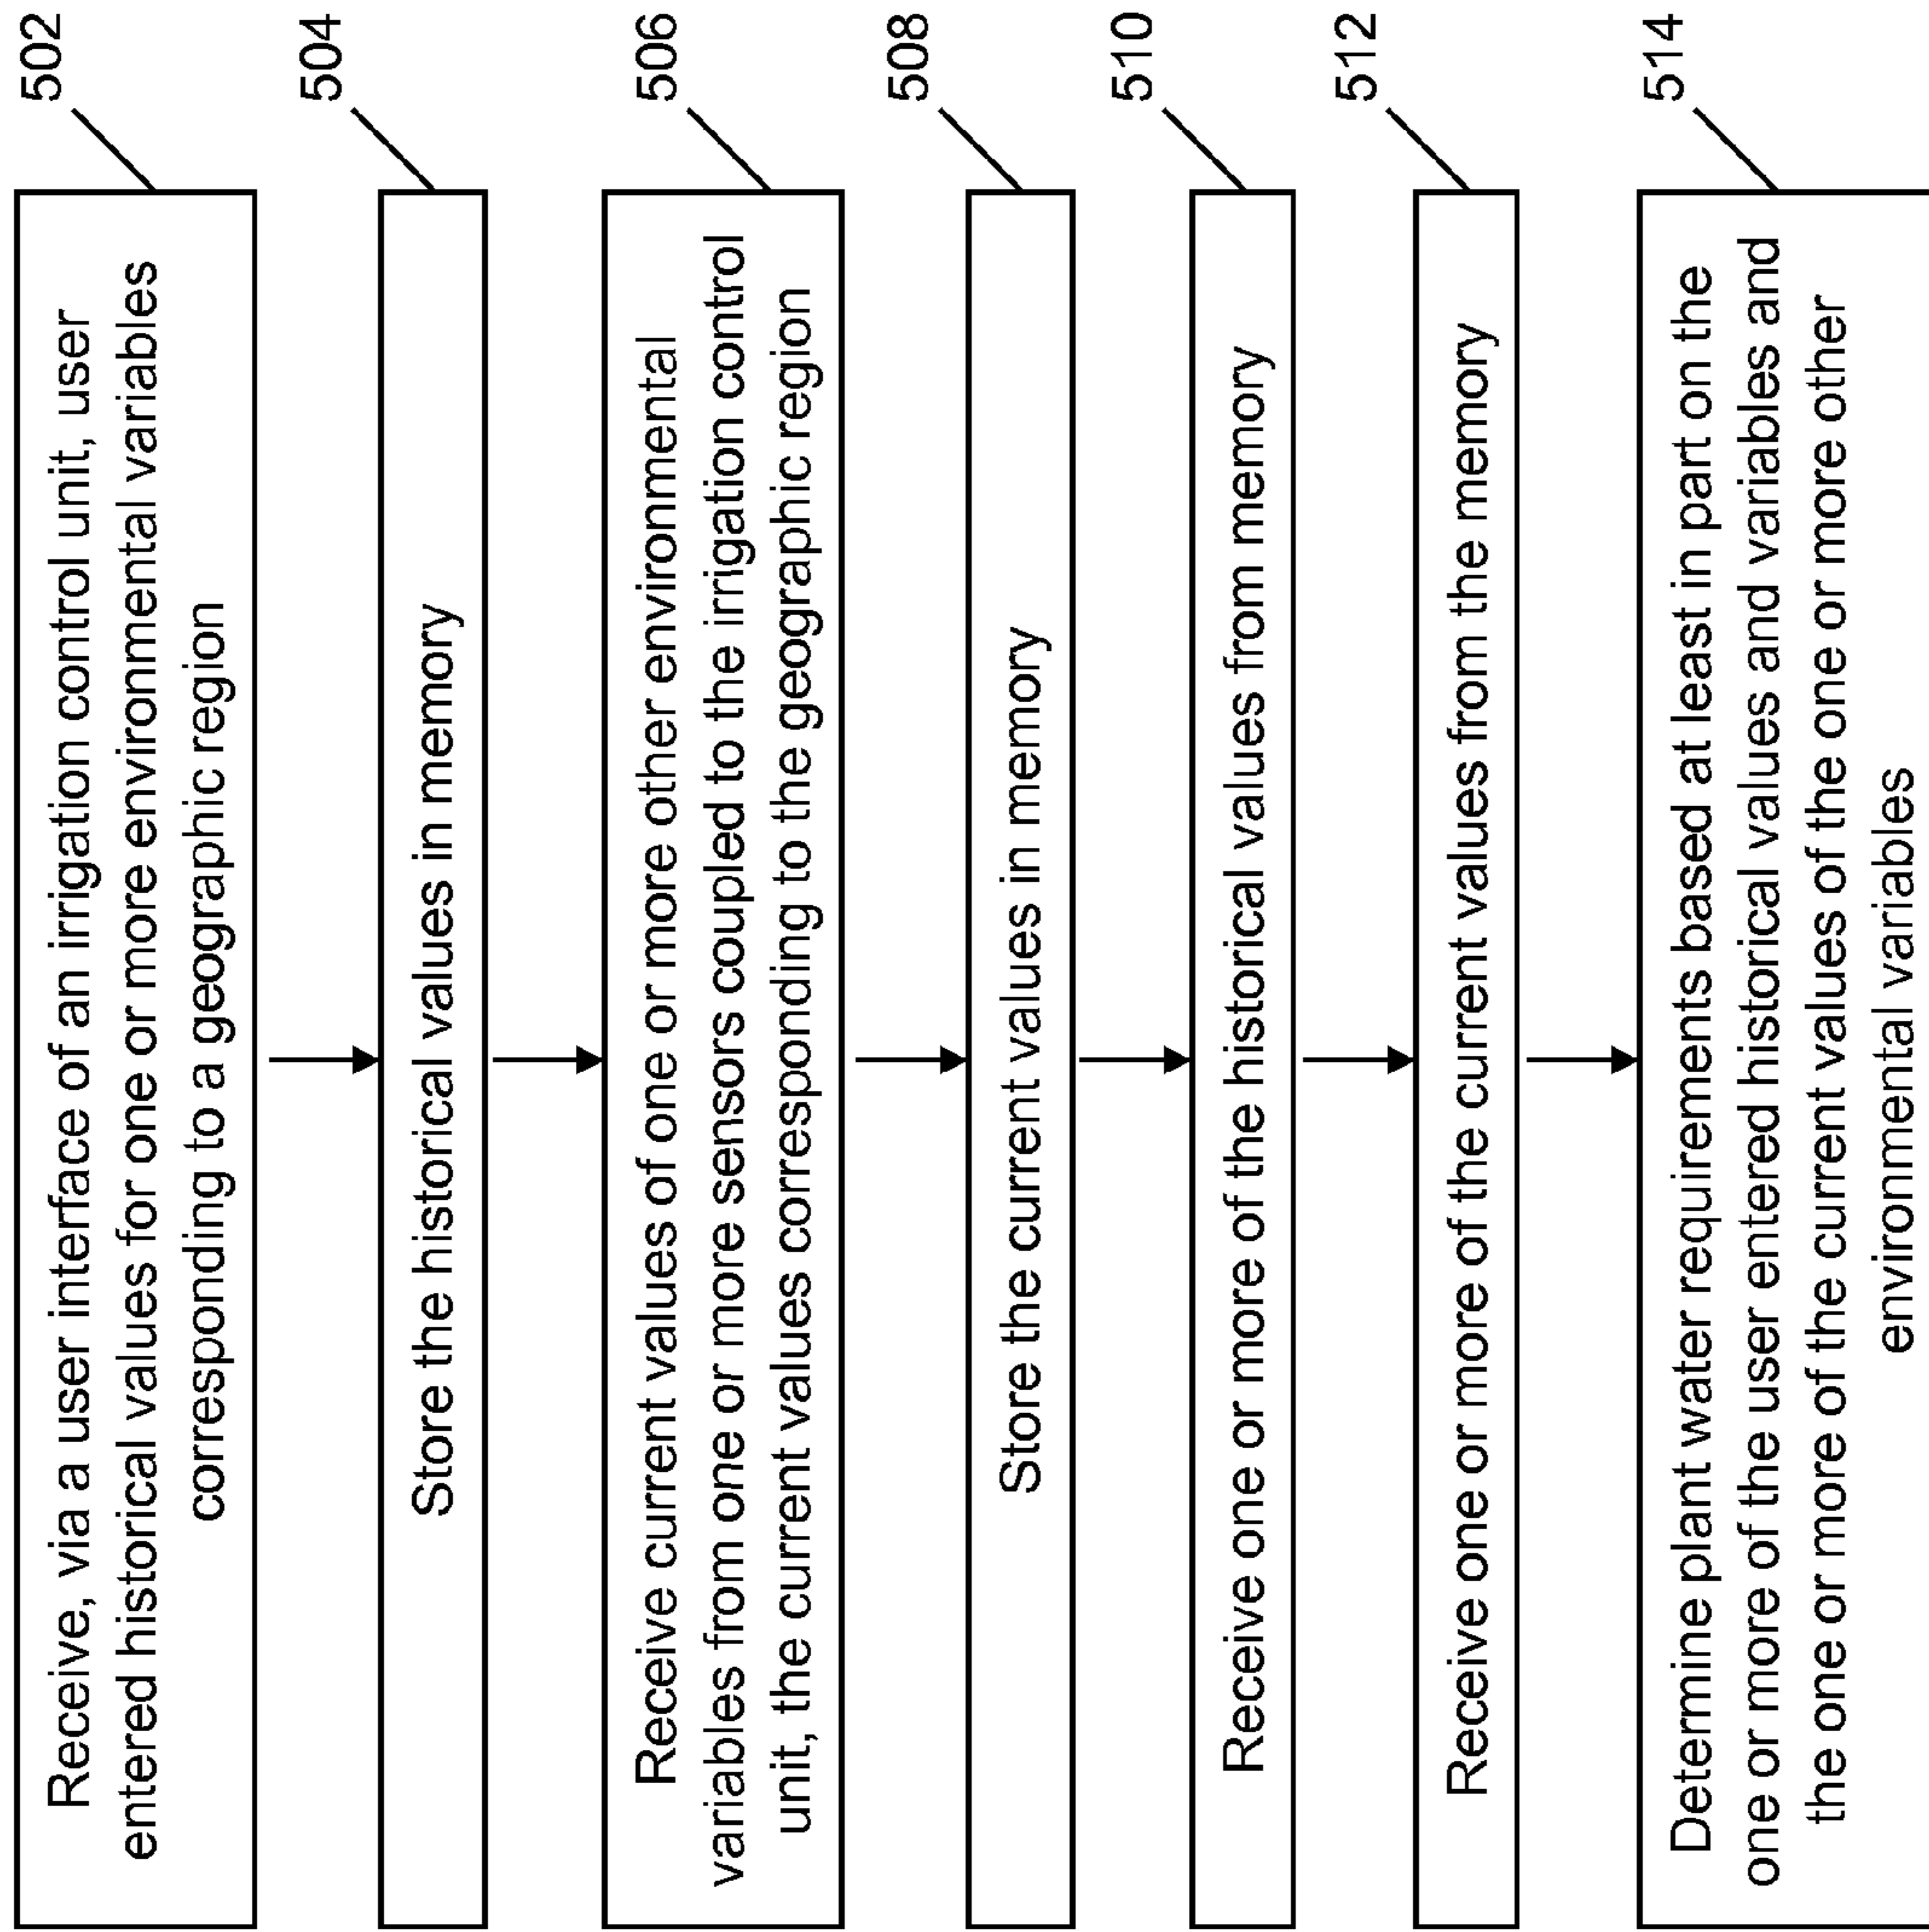 Receive, via a user interface of an irrigation control unit, user
entered historical values for one or more environmental variables
corresponding to a geographic region
502
Store the historical values in memory
504
Receive current values of one or more other environmental
variables from one or more sensors coupled to the irrigation control
unit, the current values corresponding to the geographic region
506
Store the current values in memory
508
Receive one or more of the historical values from memory
510
Receive one or more of the current values from the memory
512
Determine plant water requirements based at least in part on the
one or more of the user entered historical values and variables and
the one or more of the current values of the one or more other
environmental variables
514